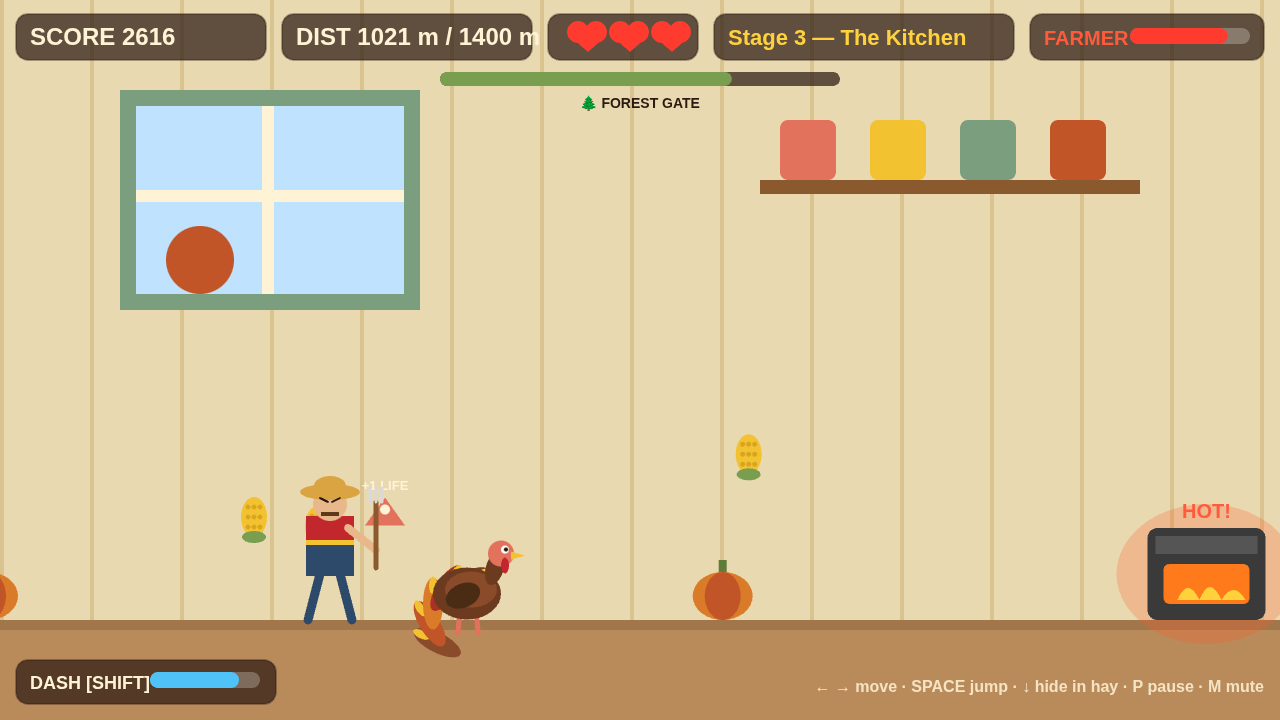 SCORE 2616
DIST 1021 m / 1400 m
Stage 3 — The Kitchen
FARMER
🌲 FOREST GATE
+1 LIFE
HOT!
DASH [SHIFT]
← → move · SPACE jump · ↓ hide in hay · P pause · M mute